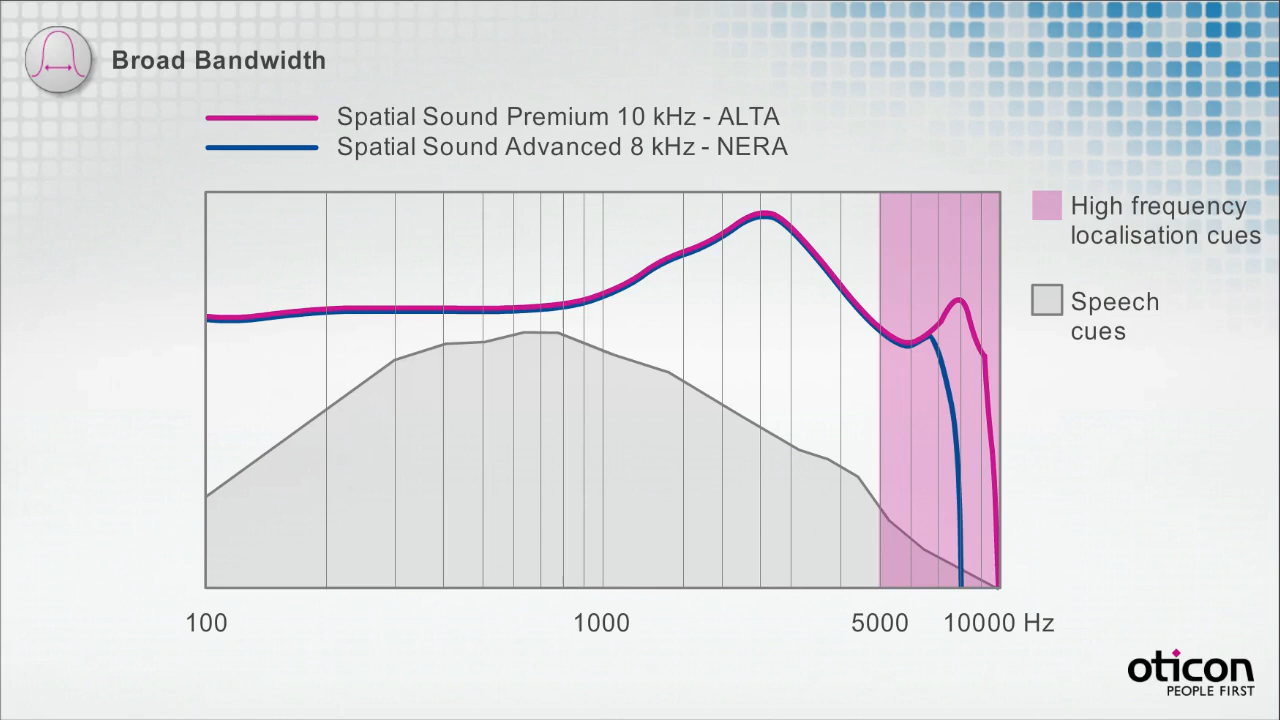 Broad Bandwidth
Spatial Sound Premium 10 kHz - ALTA
Spatial Sound Advanced 8 kHz - NERA
High frequency
localisation cues
Speech
cues
100 1000 5000 10000 Hz
oticon
PEOPLE FIRST